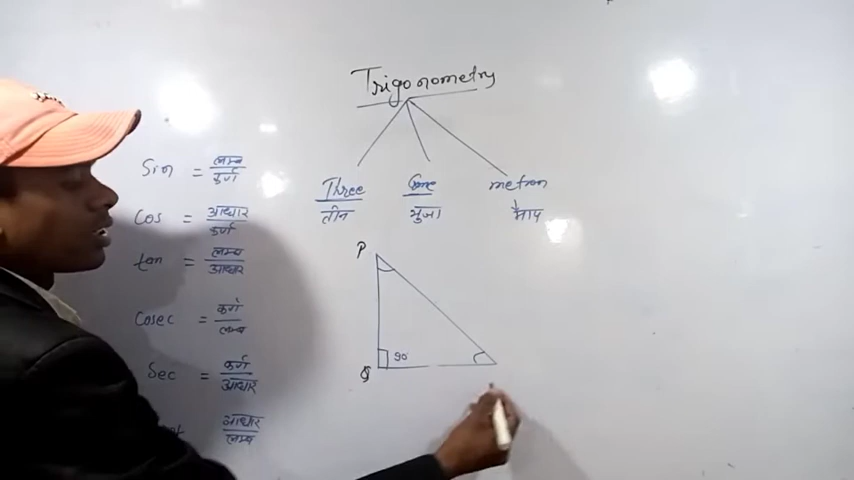 Trigonometry
Three Gone metron
तीन भुजा माप
Sin = लम्ब/कर्ण
Cos = आधार/कर्ण
tan = लम्ब/आधार
Cosec = कर्ण/लम्ब
Sec = कर्ण/आधार
आधार/लम्ब
P
90°
Q